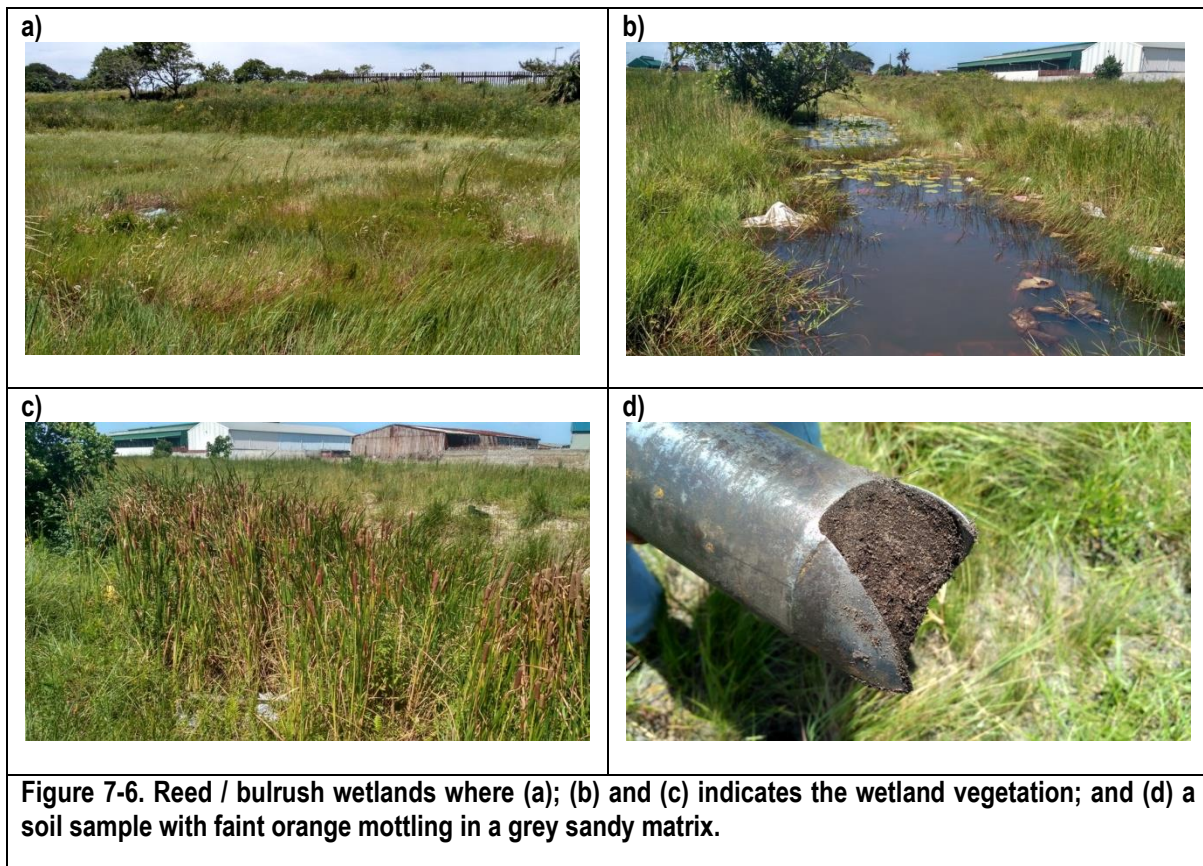 a)
b)
c)
d)
Figure 7-6. Reed / bulrush wetlands where (a); (b) and (c) indicates the wetland vegetation; and (d) a
soil sample with faint orange mottling in a grey sandy matrix.